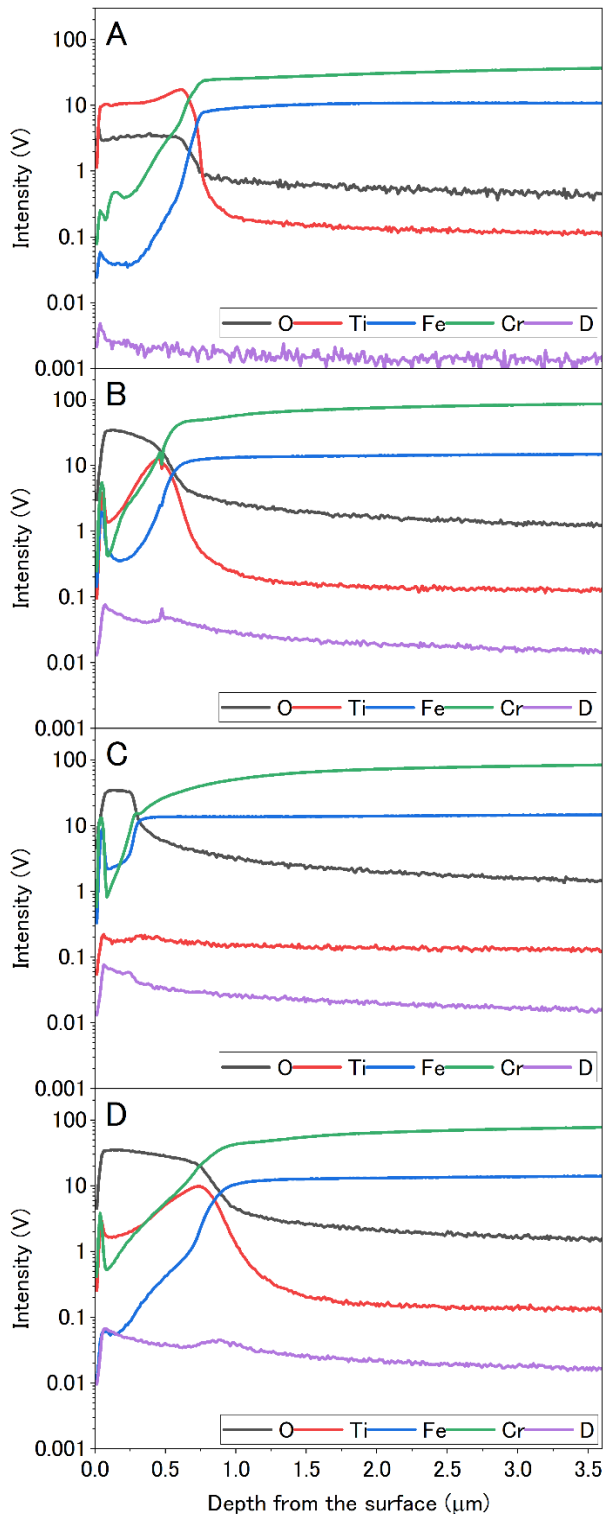 A
Intensity (V)
100
10
1
0.1
0.01
0.001
O Ti Fe Cr D
B
Intensity (V)
100
10
1
0.1
0.01
0.001
O Ti Fe Cr D
C
Intensity (V)
100
10
1
0.1
0.01
0.001
O Ti Fe Cr D
D
Intensity (V)
100
10
1
0.1
0.01
0.001
O Ti Fe Cr D
0.0 0.5 1.0 1.5 2.0 2.5 3.0 3.5
Depth from the surface (μm)